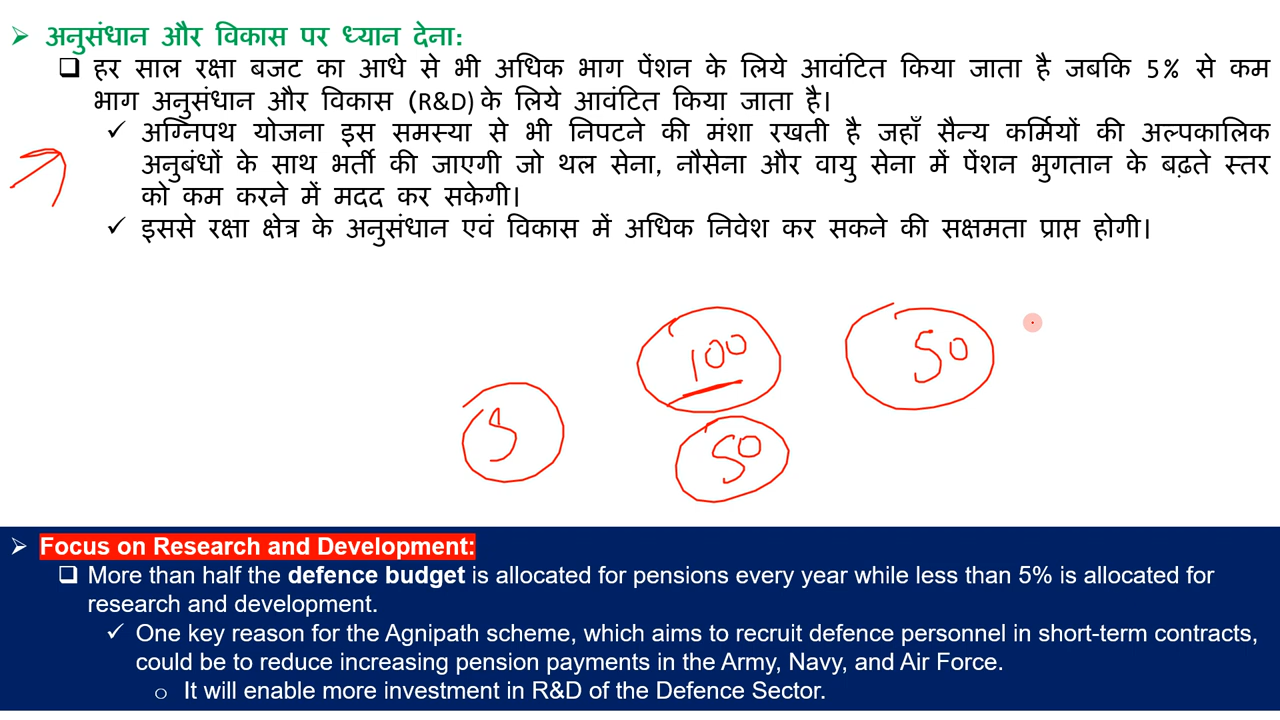 ➢ अनुसंधान और विकास पर ध्यान देना:
❑ हर साल रक्षा बजट का आधे से भी अधिक भाग पेंशन के लिये आवंटित किया जाता है जबकि 5% से कम
भाग अनुसंधान और विकास (R&D) के लिये आवंटित किया जाता है।
✓ अग्निपथ योजना इस समस्या से भी निपटने की मंशा रखती है जहाँ सैन्य कर्मियों की अल्पकालिक
अनुबंधों के साथ भर्ती की जाएगी जो थल सेना, नौसेना और वायु सेना में पेंशन भुगतान के बढ़ते स्तर
को कम करने में मदद कर सकेगी।
✓ इससे रक्षा क्षेत्र के अनुसंधान एवं विकास में अधिक निवेश कर सकने की सक्षमता प्राप्त होगी।
100 50
5 50
➢ Focus on Research and Development:
❑ More than half the defence budget is allocated for pensions every year while less than 5% is allocated for
research and development.
✓ One key reason for the Agnipath scheme, which aims to recruit defence personnel in short-term contracts,
could be to reduce increasing pension payments in the Army, Navy, and Air Force.
o It will enable more investment in R&D of the Defence Sector.